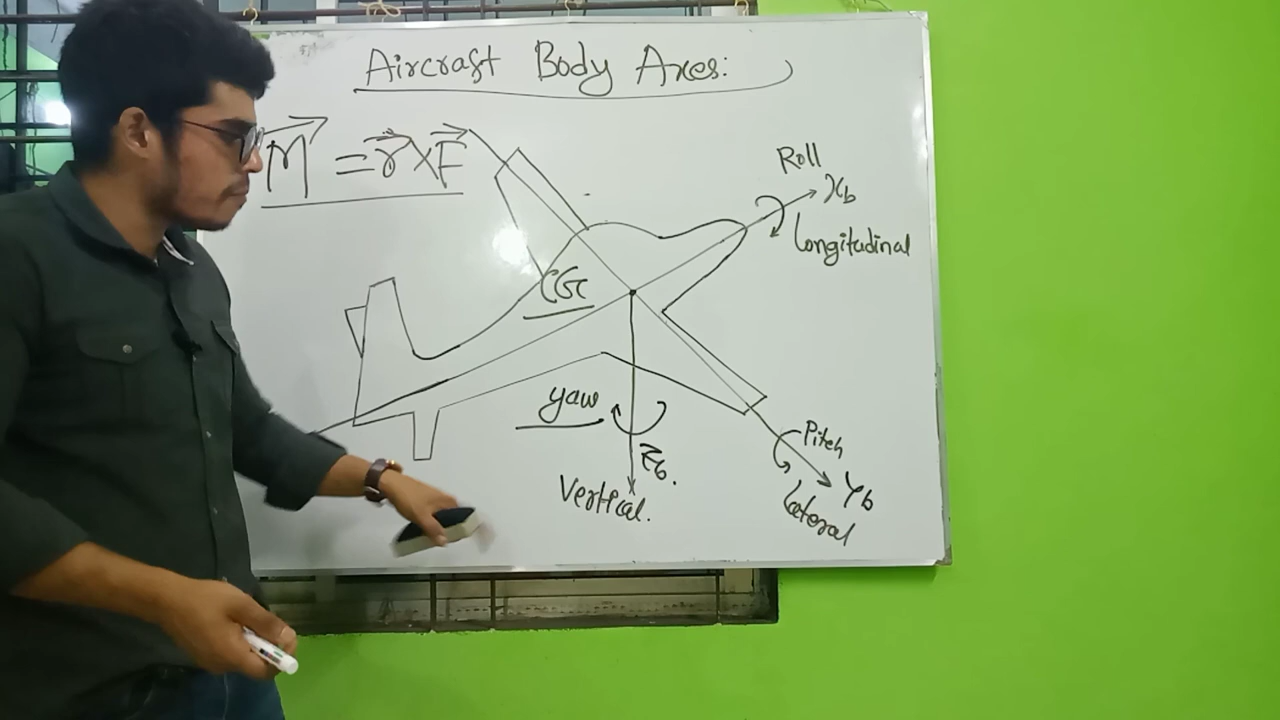 Aircraft Body Axes:
M = r × F
Roll
Xb
Longitudinal
CG
yaw
Zb.
Vertical.
Pitch
Yb
Lateral